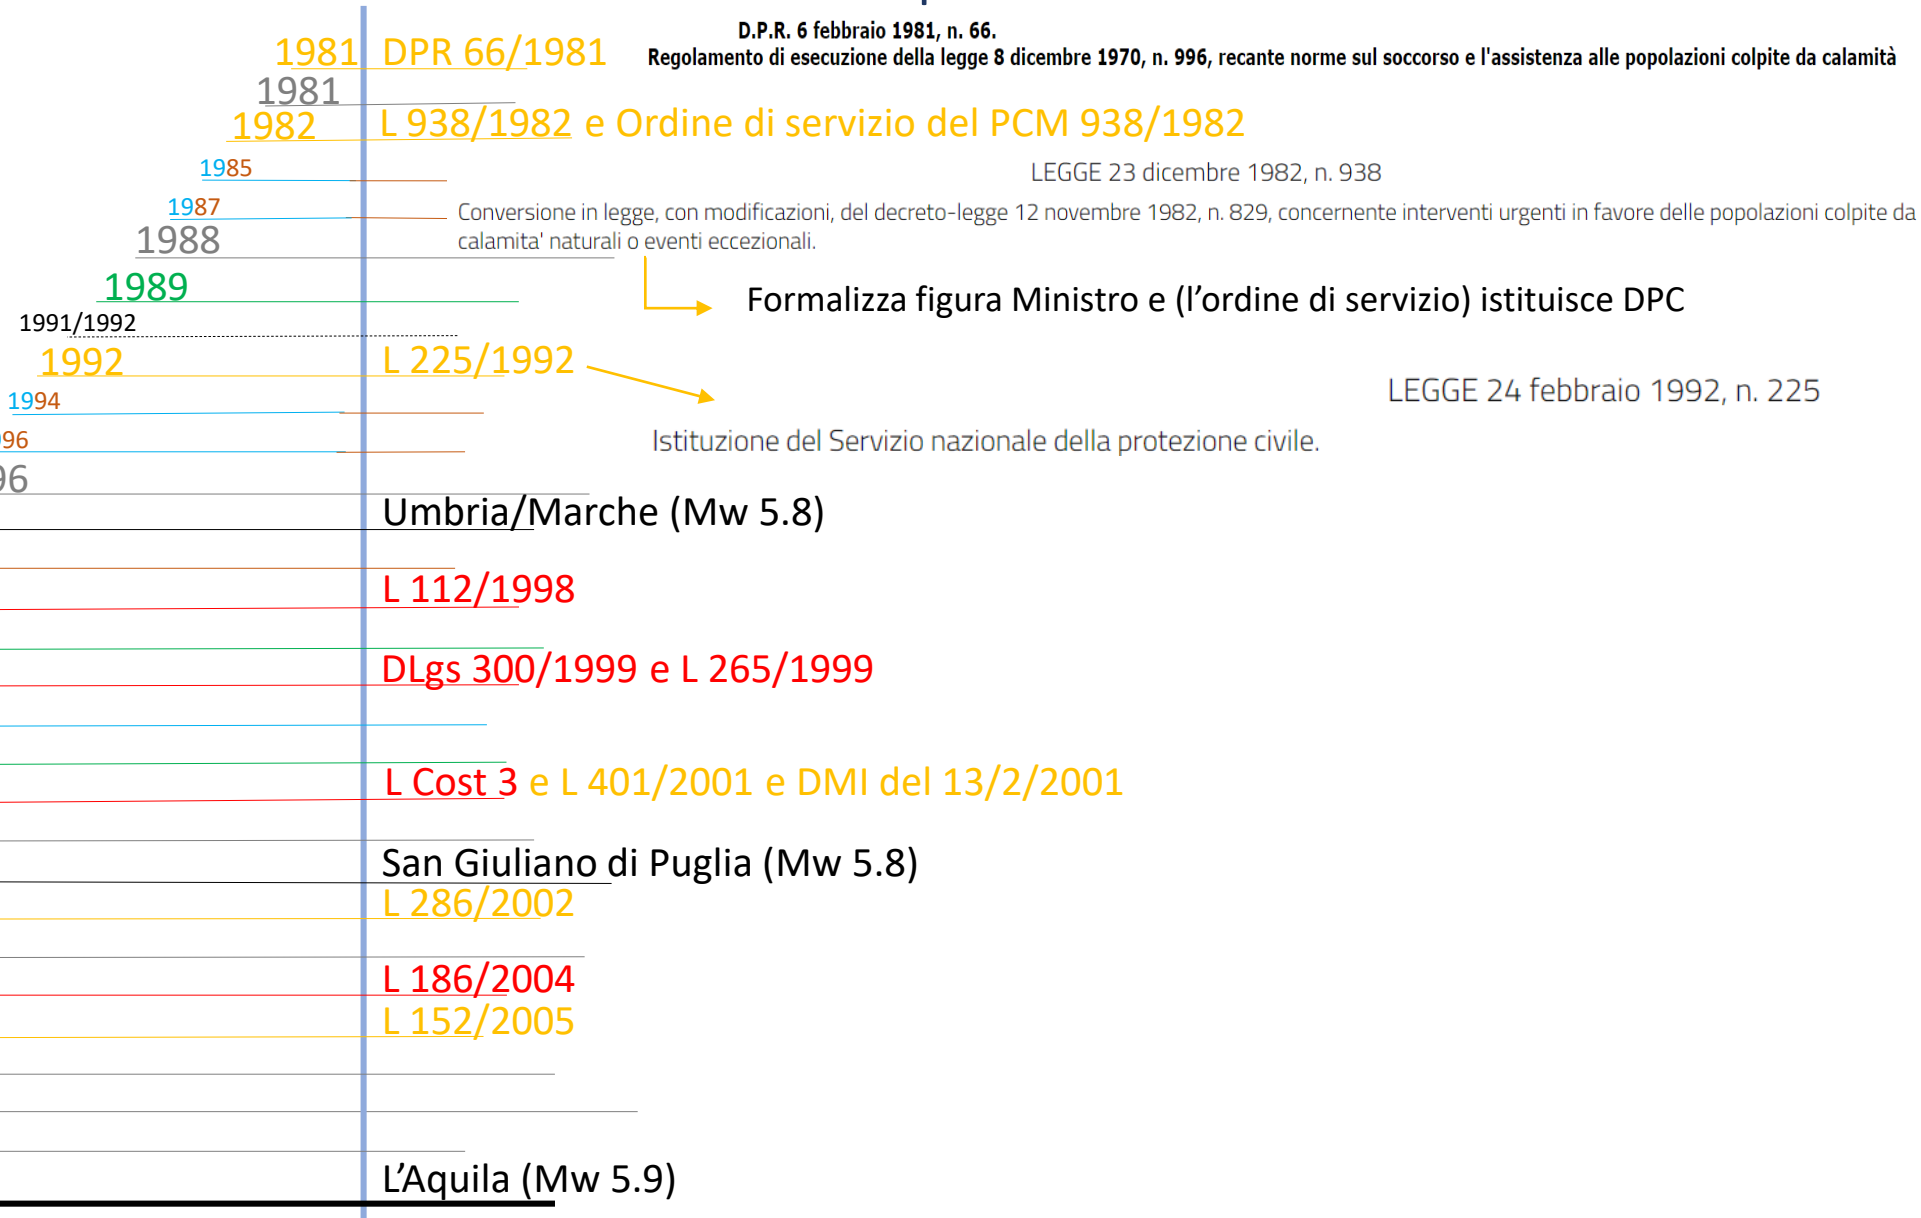 D.P.R. 6 febbraio 1981, n. 66.
1981 DPR 66/1981
Regolamento di esecuzione della legge 8 dicembre 1970, n. 996, recante norme sul soccorso e l'assistenza alle popolazioni colpite da calamità
1981
1982 L 938/1982 e Ordine di servizio del PCM 938/1982
1985
LEGGE 23 dicembre 1982, n. 938
1987
Conversione in legge, con modificazioni, del decreto-legge 12 novembre 1982, n. 829, concernente interventi urgenti in favore delle popolazioni colpite da
calamita' naturali o eventi eccezionali.
1988
1989
Formalizza figura Ministro e (l'ordine di servizio) istituisce DPC
1991/1992
1992 L 225/1992
LEGGE 24 febbraio 1992, n. 225
1994
Istituzione del Servizio nazionale della protezione civile.
96
96
Umbria/Marche (Mw 5.8)
L 112/1998
DLgs 300/1999 e L 265/1999
L Cost 3 e L 401/2001 e DMI del 13/2/2001
San Giuliano di Puglia (Mw 5.8)
L 286/2002
L 186/2004
L 152/2005
L'Aquila (Mw 5.9)